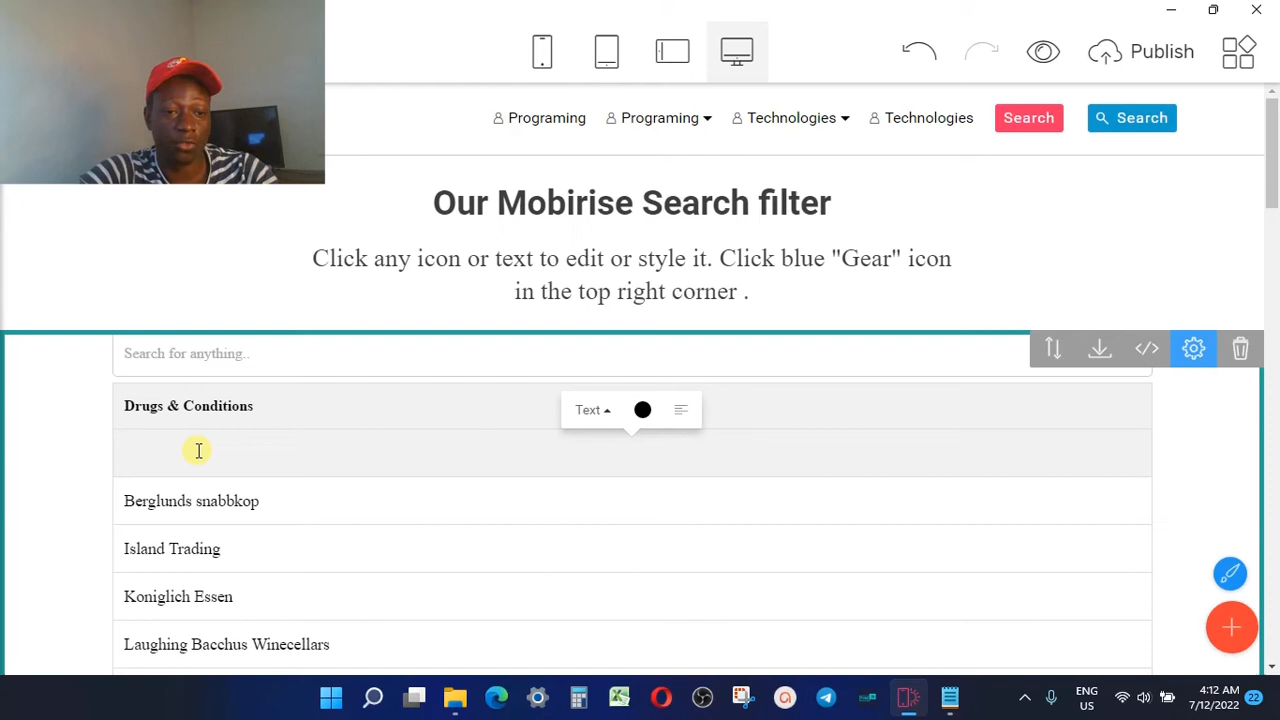 Publish
Programing Programing Technologies Technologies Search Search
Our Mobirise Search filter
Click any icon or text to edit or style it. Click blue "Gear" icon
in the top right corner .
Search for anything..
Drugs & Conditions
Text
Berglunds snabbkop
Island Trading
Koniglich Essen
Laughing Bacchus Winecellars
ENG
US
4:12 AM
7/12/2022
22